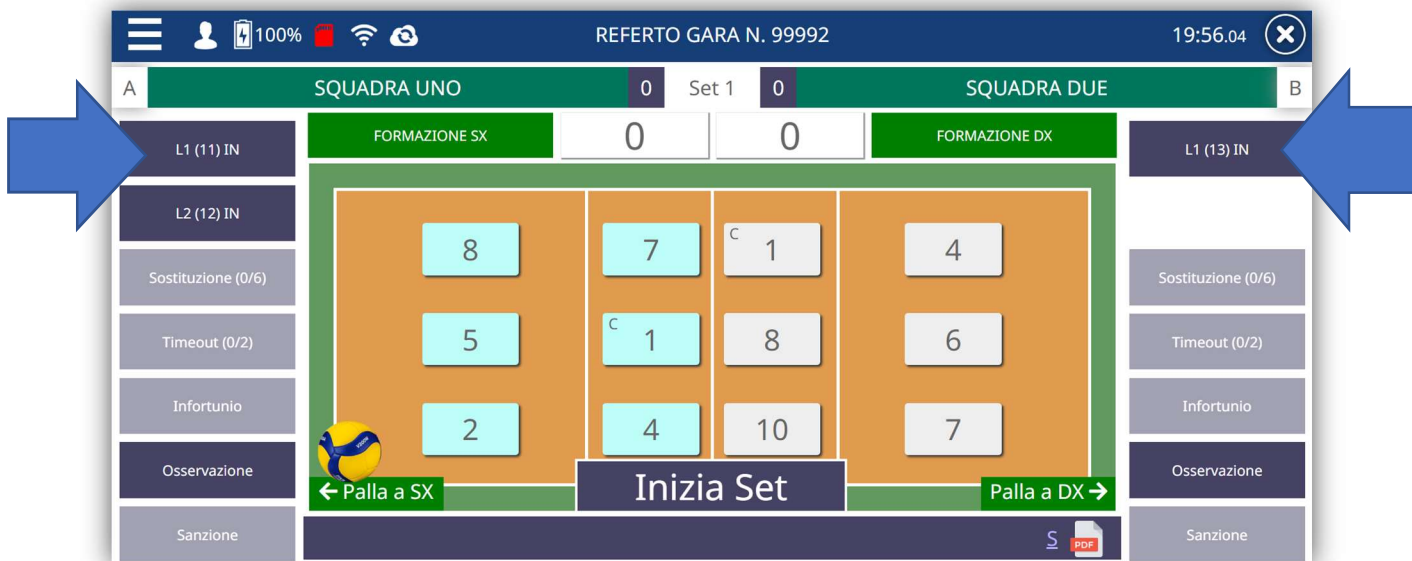 100%
REFERTO GARA N. 99992
19:56.04
A
SQUADRA UNO
0
Set 1
0
SQUADRA DUE
B
L1 (11) IN
FORMAZIONE SX
0
0
FORMAZIONE DX
L1 (13) IN
L2 (12) IN
8
7
C 1
4
Sostituzione (0/6)
Sostituzione (0/6)
5
C 1
8
6
Timeout (0/2)
Timeout (0/2)
Infortunio
2
4
10
7
Infortunio
Osservazione
← Palla a SX
Inizia Set
Palla a DX →
Osservazione
Sanzione
S
PDF
Sanzione